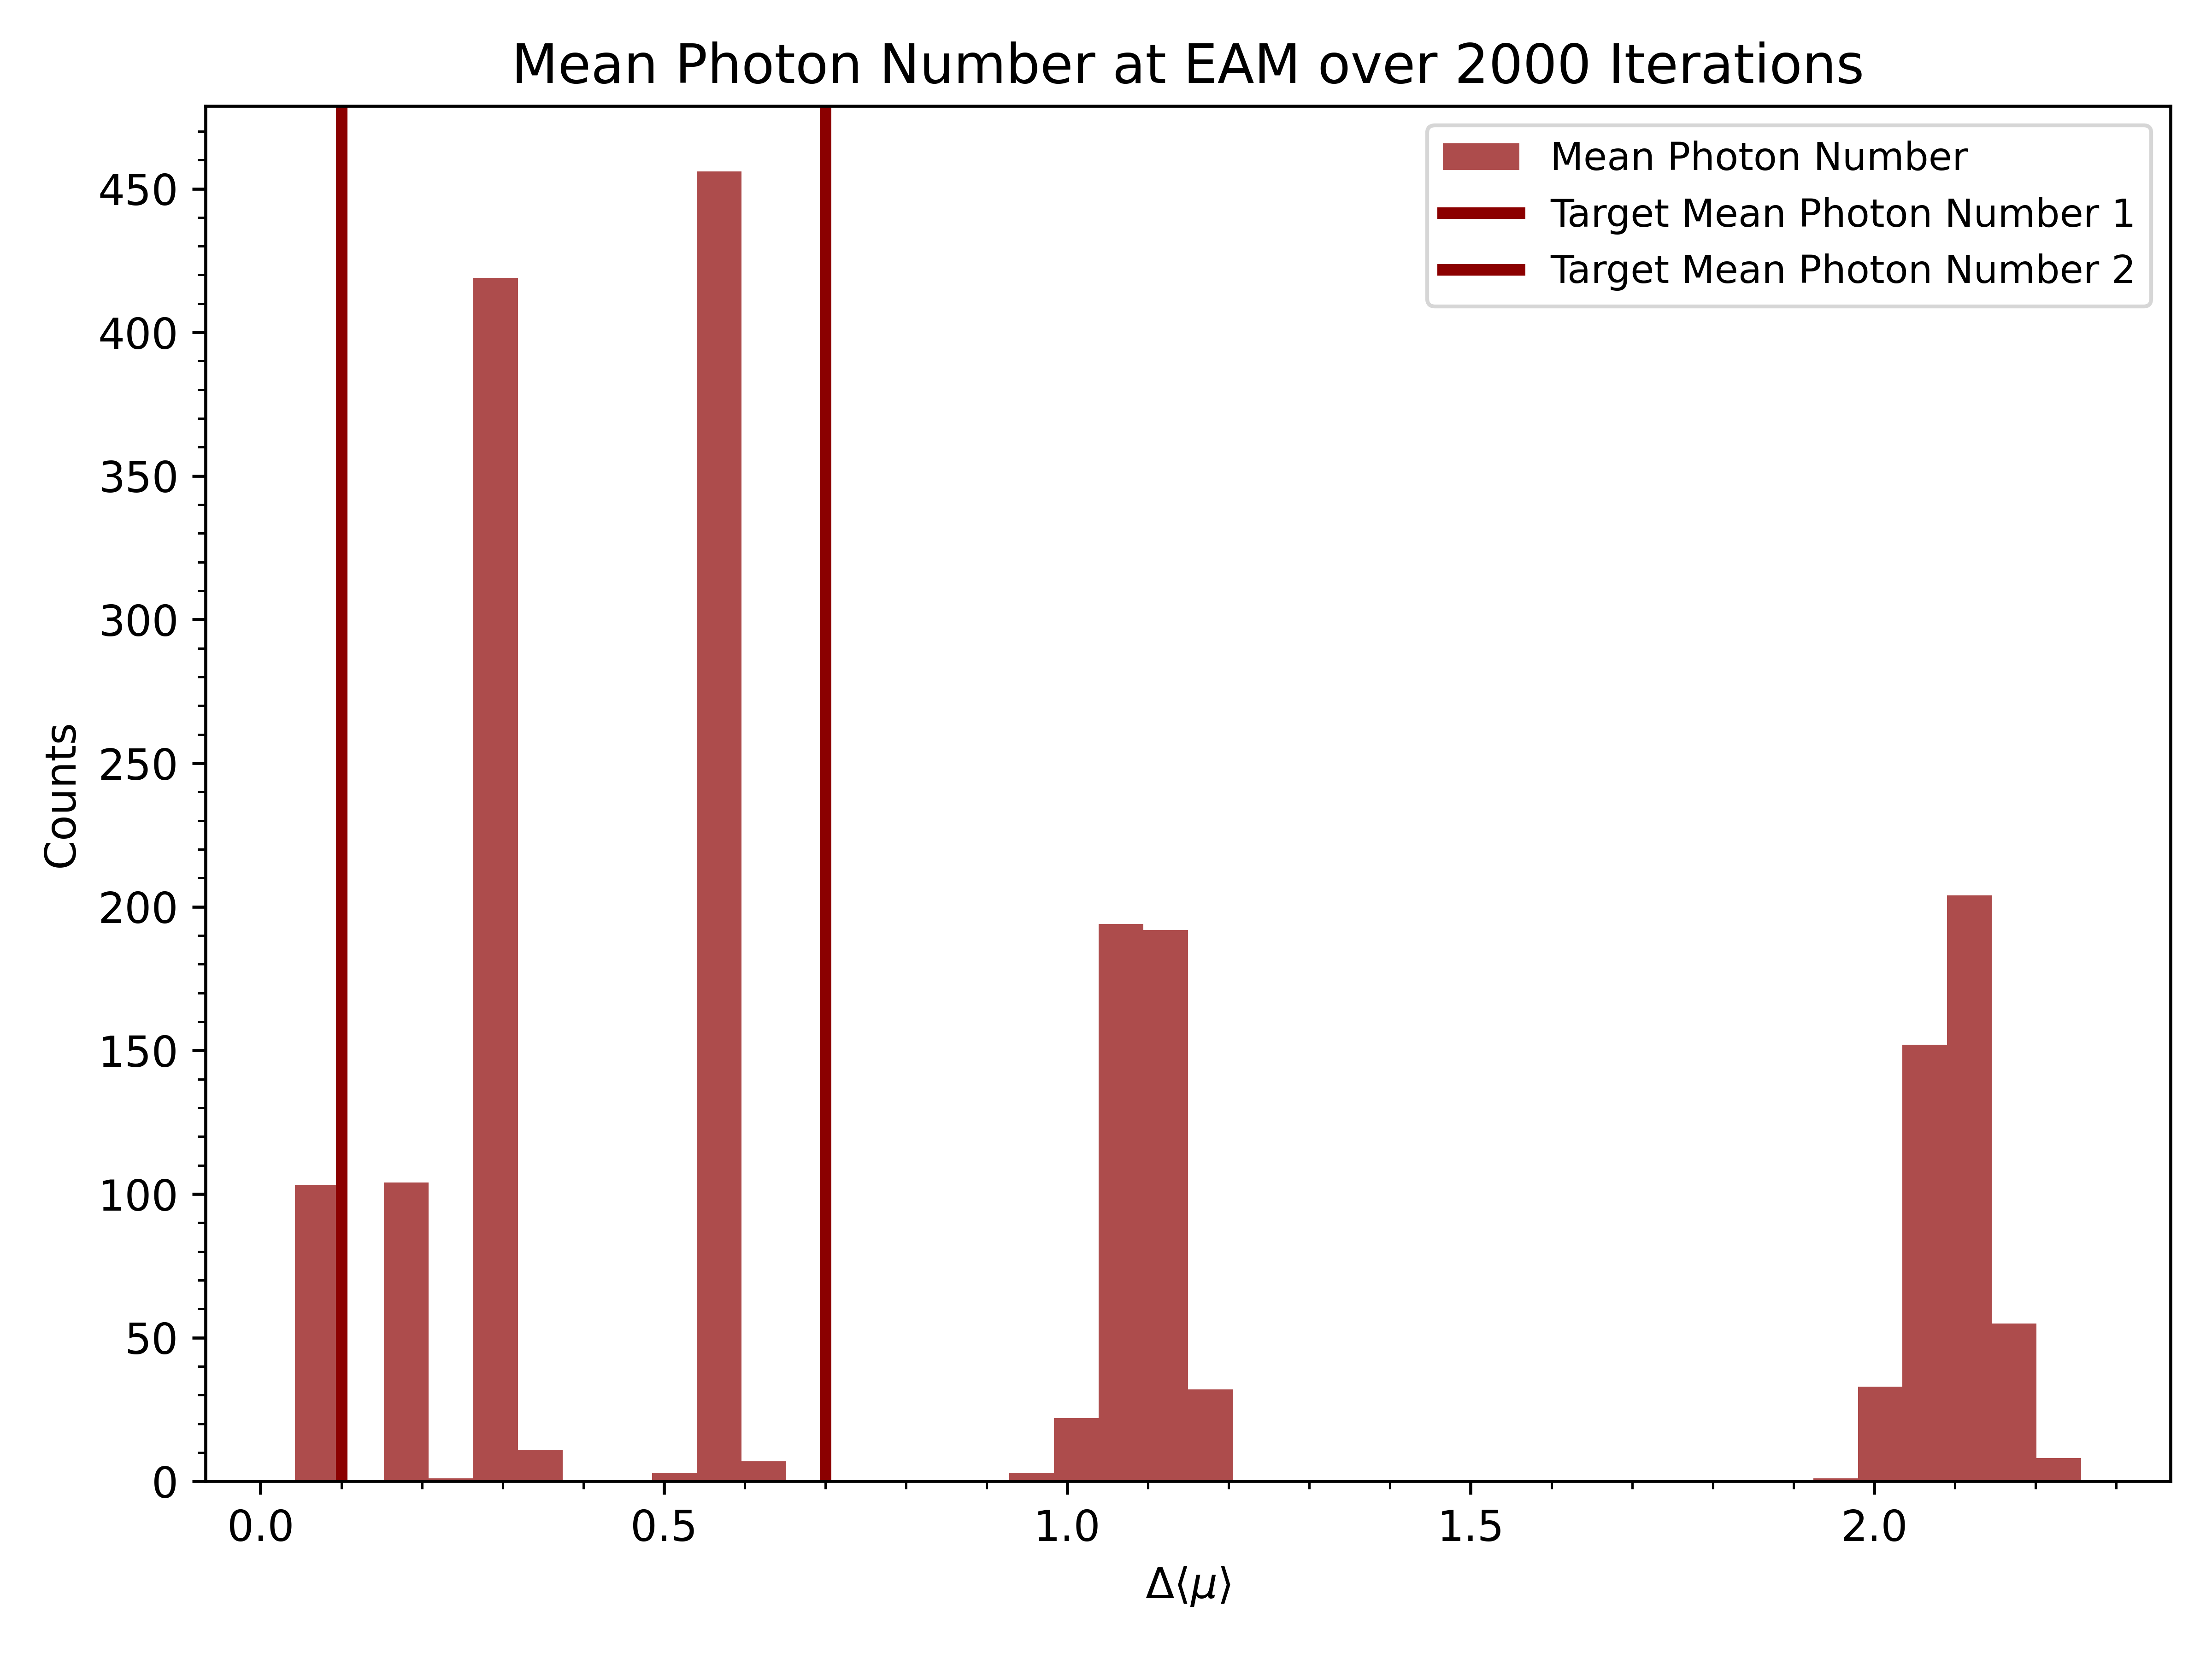 Mean Photon Number at EAM over 2000 Iterations
Mean Photon Number
Target Mean Photon Number 1
Target Mean Photon Number 2
450
400
350
300
250
200
150
100
50
0
Counts
0.0 0.5 1.0 1.5 2.0
Δ⟨μ⟩